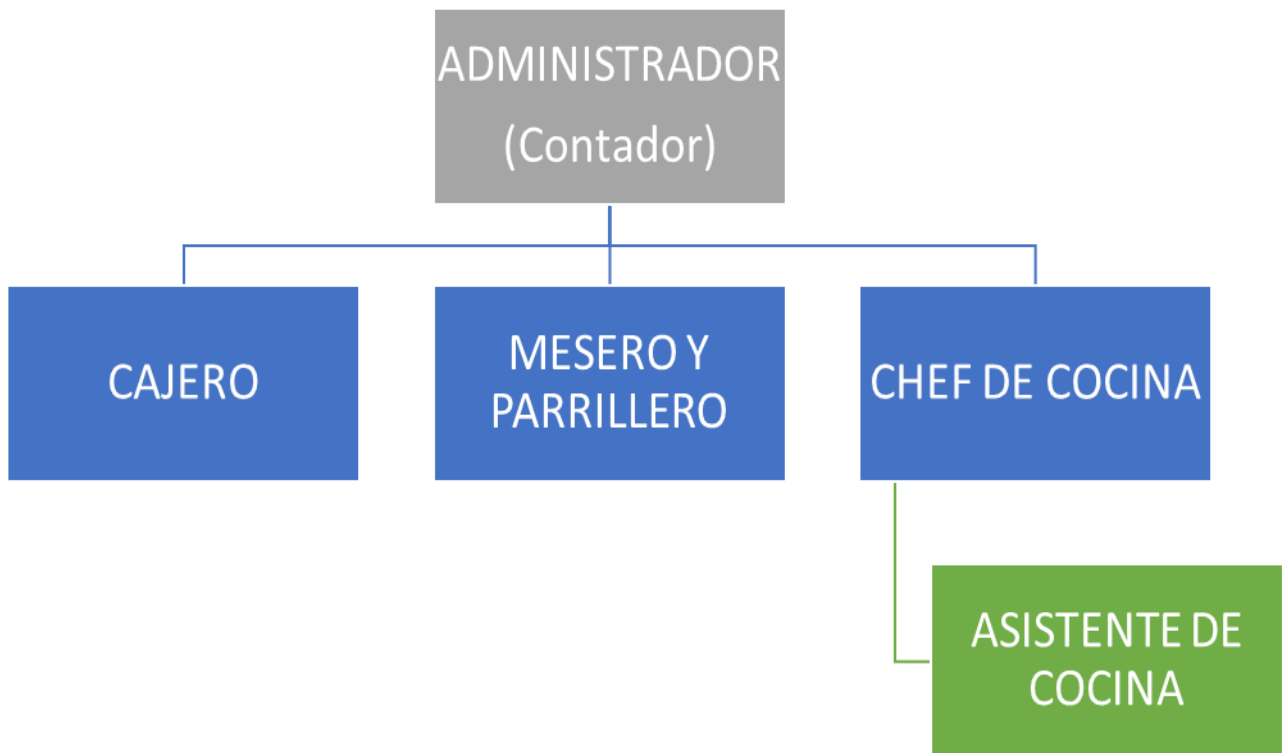 ADMINISTRADOR
(Contador)
CAJERO
MESERO Y
PARRILLERO
CHEF DE COCINA
ASISTENTE DE
COCINA